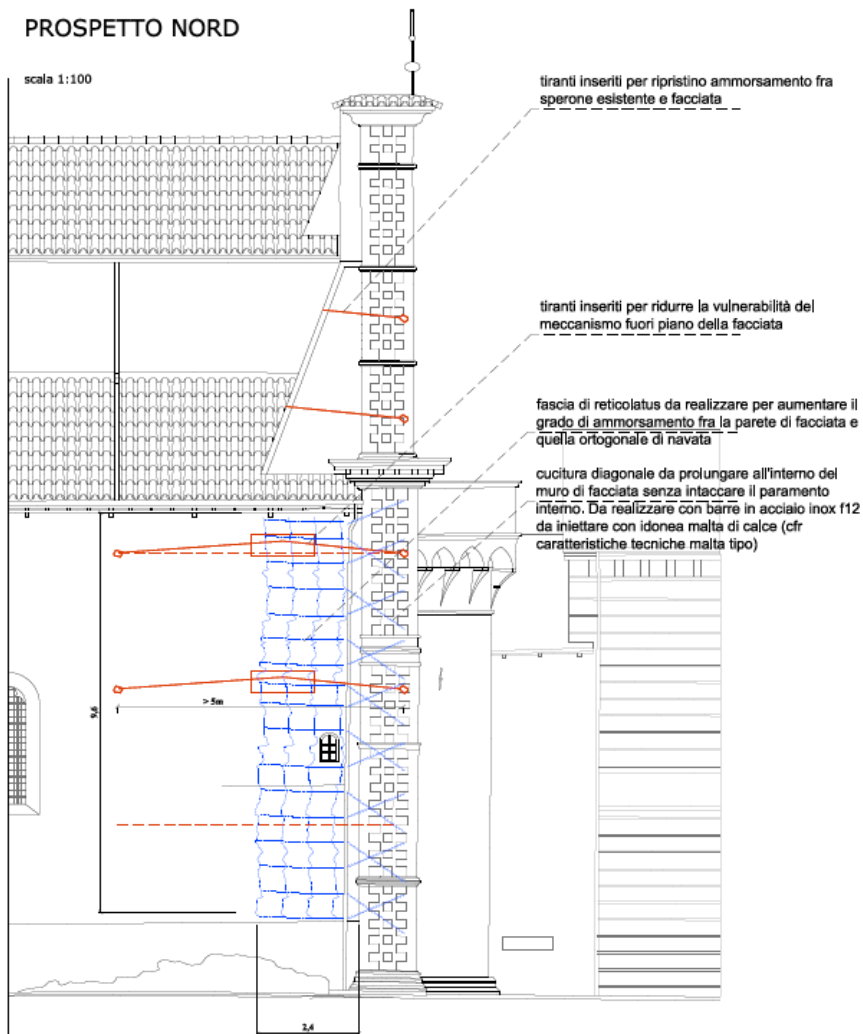 PROSPETTO NORD
scala 1:100
tiranti inseriti per ripristino ammorsamento fra
sperone esistente e facciata
tiranti inseriti per ridurre la vulnerabilità del
meccanismo fuori piano della facciata
fascia di reticolatus da realizzare per aumentare il
grado di ammorsamento fra la parete di facciata e
quella ortogonale di navata
cucitura diagonale da prolungare all'interno del
muro di facciata senza intaccare il paramento
interno. Da realizzare con barre in acciaio inox f12
da iniettare con idonea malta di calce (cfr
caratteristiche tecniche malta tipo)
> 5m
9,6
2,4